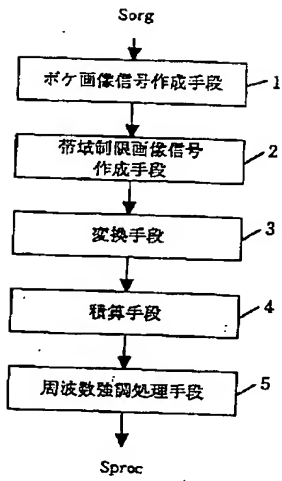 Sorg
ボケ画像信号作成手段
1
帯域制限画像信号
作成手段
2
変換手段
3
積算手段
4
周波数強調処理手段
5
Sproc